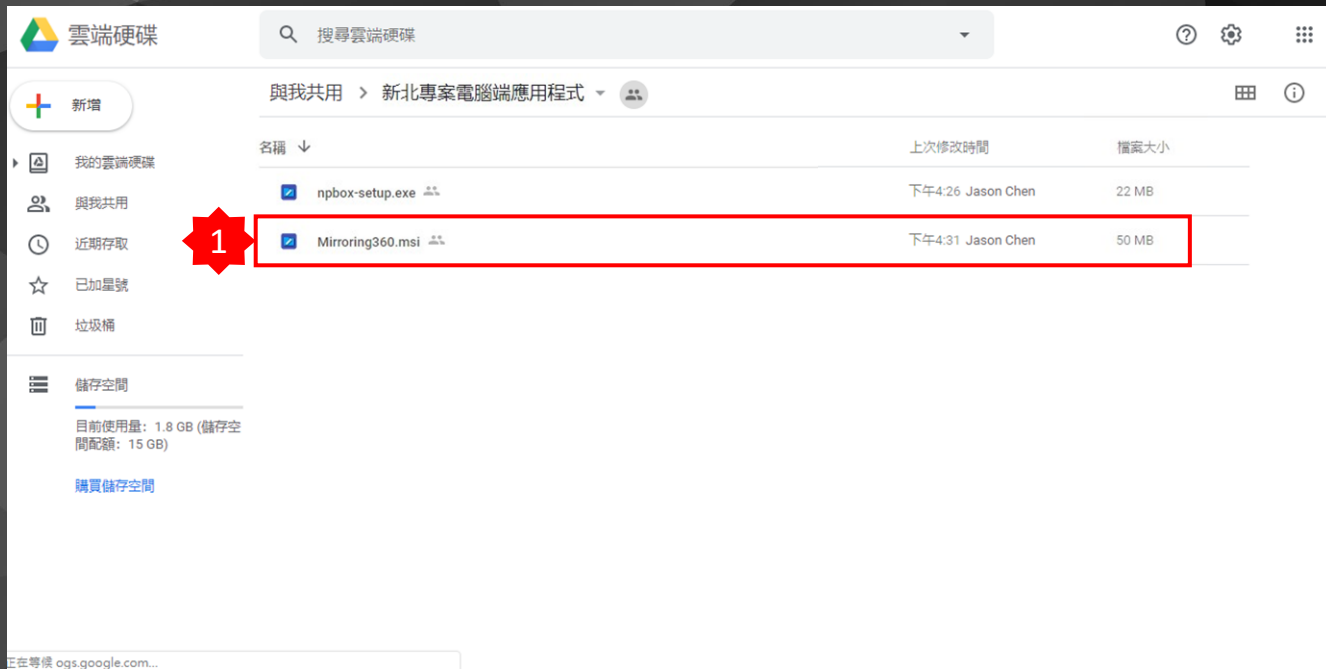 雲端硬碟
搜尋雲端硬碟
新增
與我共用 > 新北專案電腦端應用程式
名稱 上次修改時間 檔案大小
我的雲端硬碟
npbox-setup.exe 下午4:26 Jason Chen 22 MB
與我共用
1
Mirroring360.msi 下午4:31 Jason Chen 50 MB
近期存取
已加星號
垃圾桶
儲存空間
目前使用量：1.8 GB (儲存空
間配額：15 GB)
購買儲存空間
正在等候 ogs.google.com...